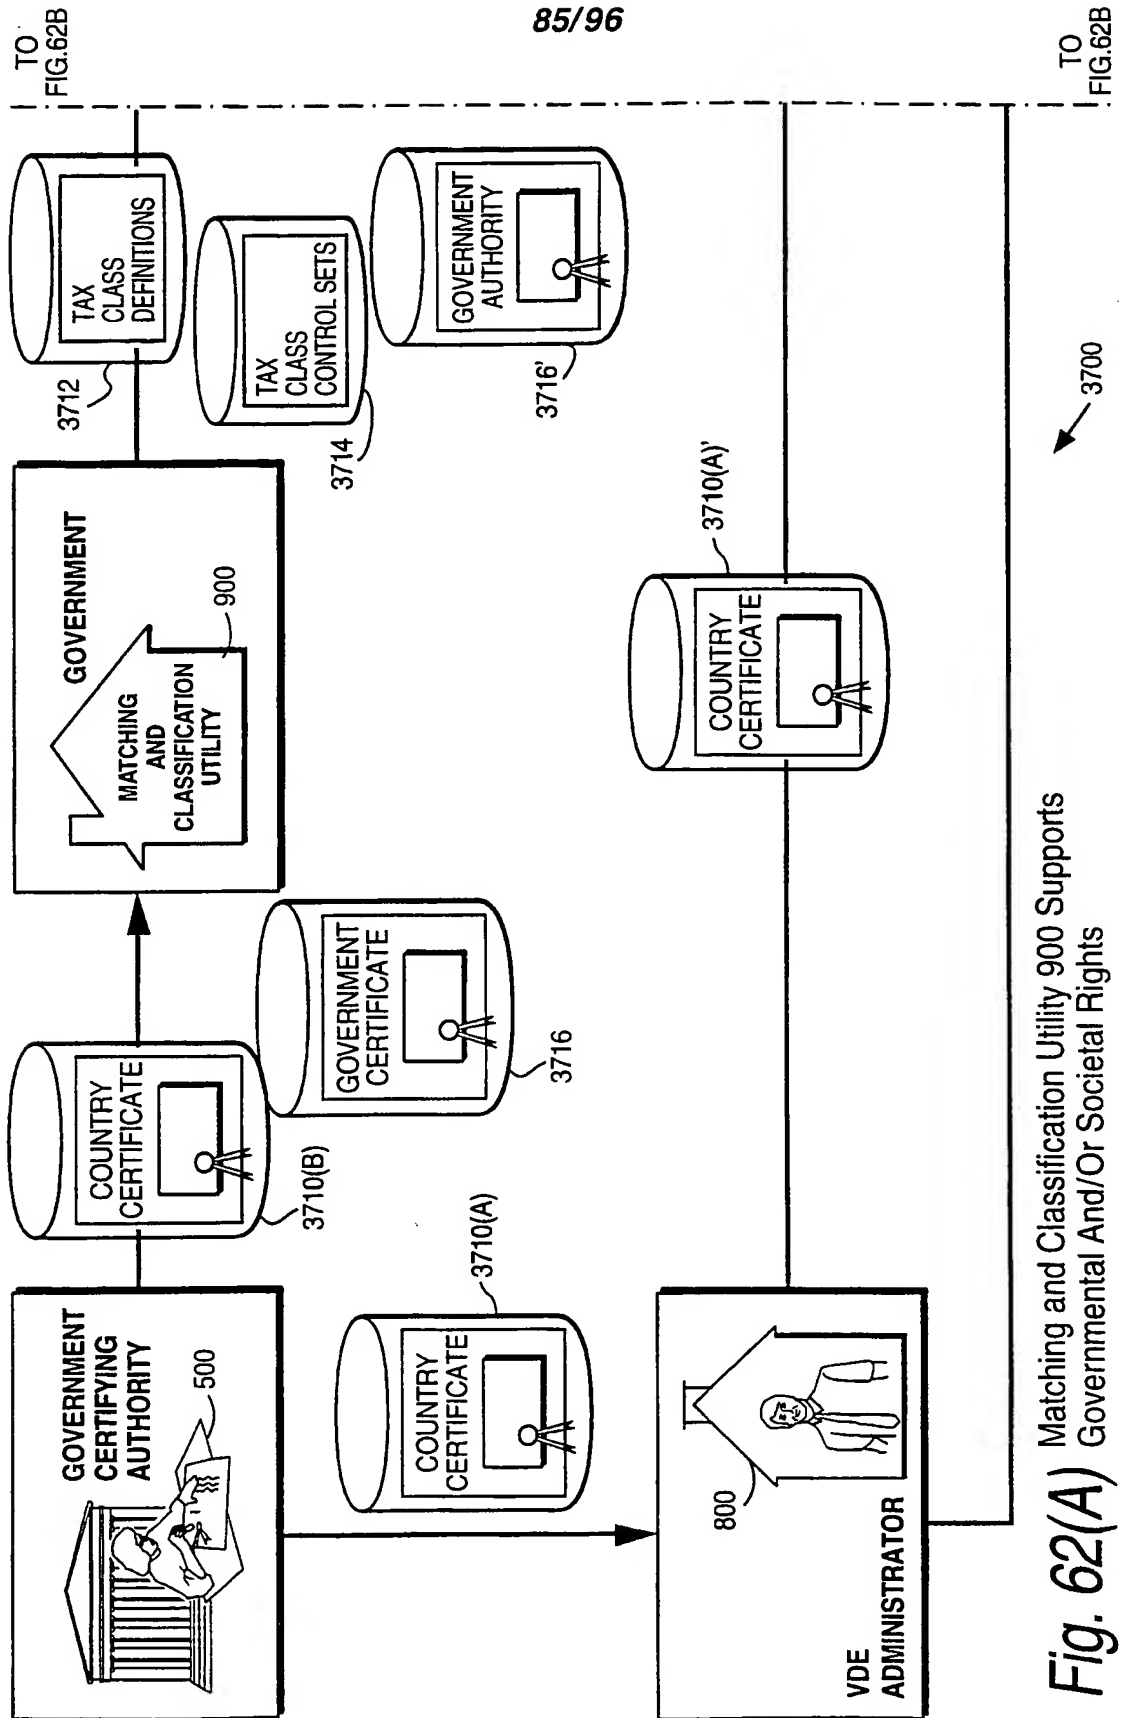 85/96
GOVERNMENT
CERTIFYING
AUTHORITY
500
COUNTRY
CERTIFICATE
3710(B)
GOVERNMENT
CERTIFICATE
3716
GOVERNMENT
MATCHING
AND
CLASSIFICATION
UTILITY
900
TAX
CLASS
DEFINITIONS
3712
TAX
CLASS
CONTROL SETS
3714
GOVERNMENT
AUTHORITY
3716'
TO
FIG.62B
COUNTRY
CERTIFICATE
3710(A)
VDE
ADMINISTRATOR
800
COUNTRY
CERTIFICATE
3710(A)'
3700
TO
FIG.62B
Fig. 62(A) Matching and Classification Utility 900 Supports
Governmental And/Or Societal Rights